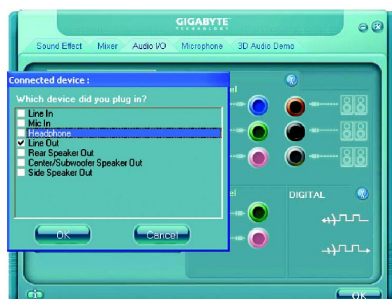 GIGABYTE
TECHNOLOGY
Sound Effect Mixer Audio I/O Microphone 3D Audio Demo
Connected device :
Which device did you plug in?
Line In
Mic In
Headphone
Line Out
Rear Speaker Out
Center/Subwoofer Speaker Out
Side Speaker Out
OK Cancel
DIGITAL
OK